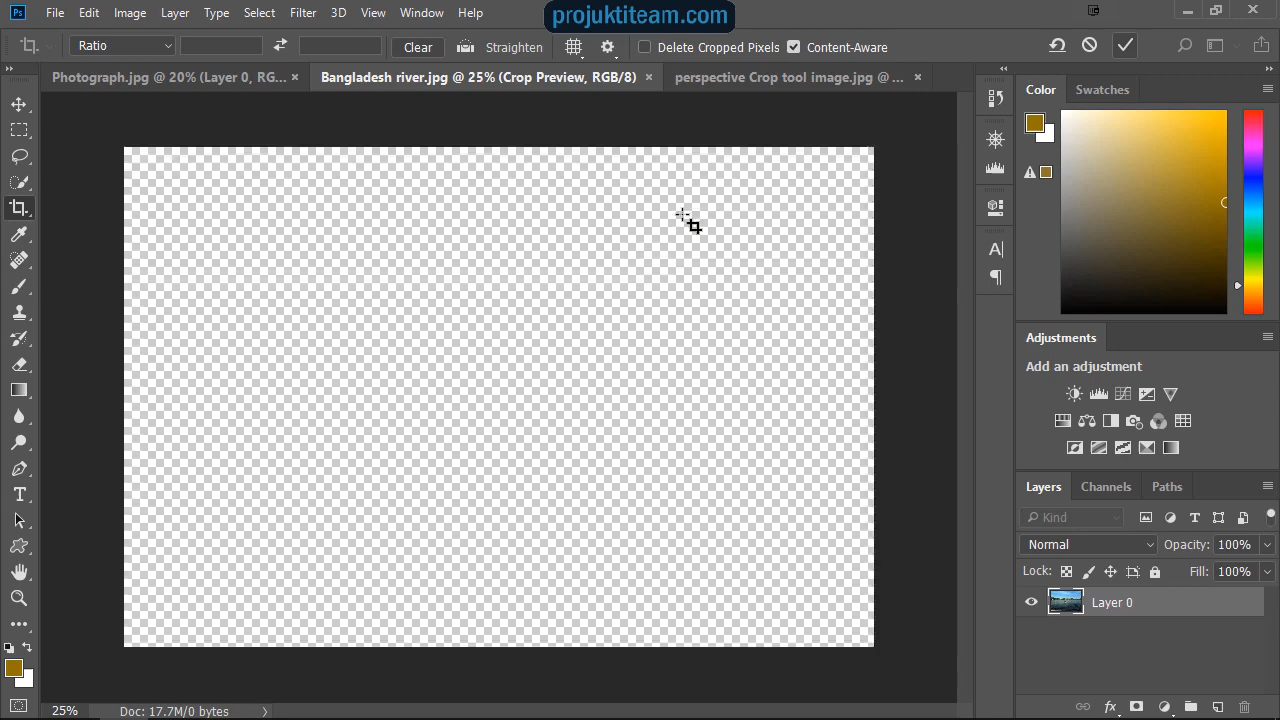 Ps File Edit Image Layer Type Select Filter 3D View Window Help
projuktiteam.com
Ratio Clear Straighten Delete Cropped Pixels Content-Aware
Photograph.jpg @ 20% (Layer 0, RG... × Bangladesh river.jpg @ 25% (Crop Preview, RGB/8) × perspective Crop tool image.jpg @ ... ×
Color Swatches
Adjustments
Add an adjustment
Layers Channels Paths
Kind
Normal Opacity: 100%
Lock: Fill: 100%
Layer 0
25% Doc: 17.7M/0 bytes